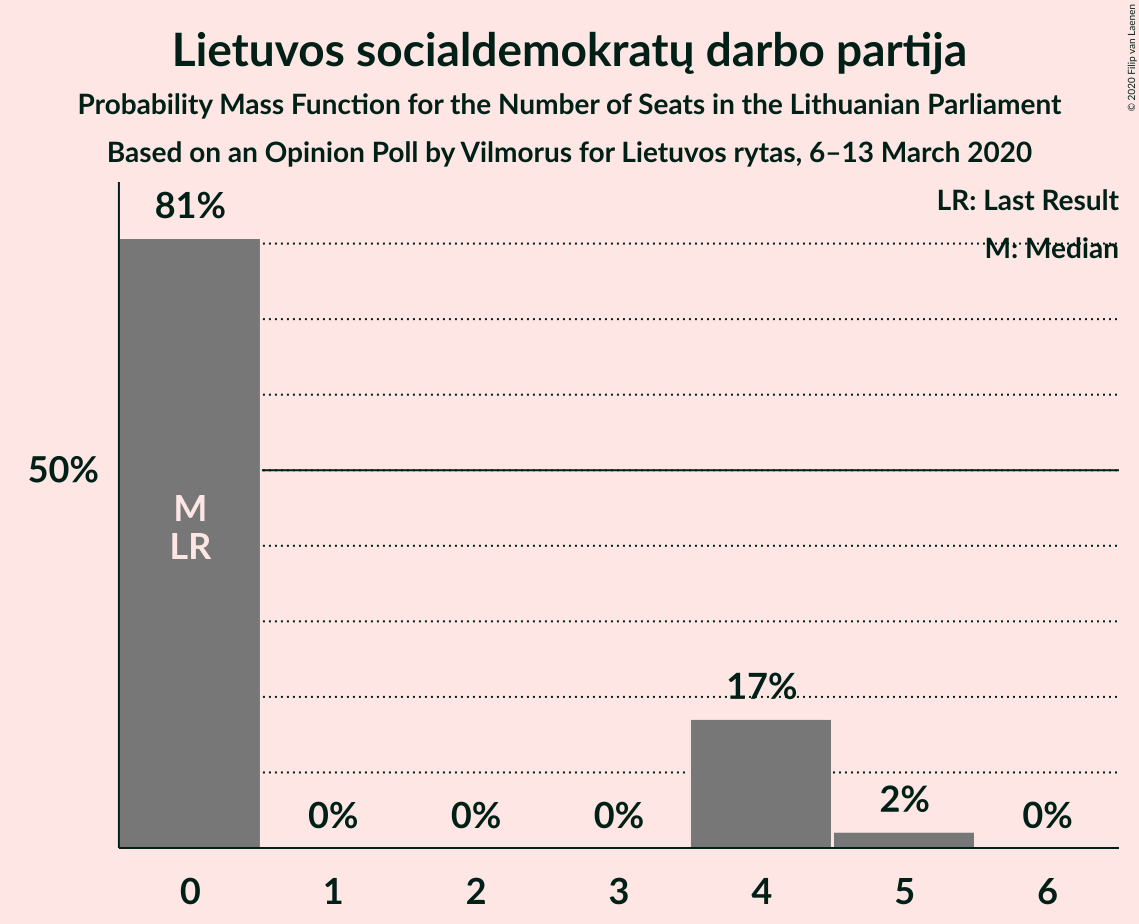 Lietuvos socialdemokratų darbo partija
Probability Mass Function for the Number of Seats in the Lithuanian Parliament
Based on an Opinion Poll by Vilmorus for Lietuvos rytas, 6–13 March 2020
© 2020 Filip van Laenen
LR: Last Result
M: Median
81%
50%
M
LR
0%
0%
0%
17%
2%
0%
0
1
2
3
4
5
6